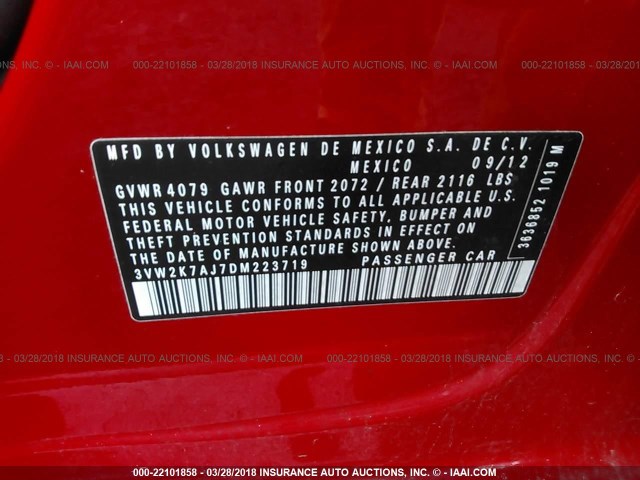 000-22101858 - 03/28/2018 INSURANCE AUTO AUCTIONS, INC. - © IAAI.COM
MFD BY VOLKSWAGEN DE MEXICO S.A. DE C.V.
MEXICO 09/12
GVWR 4079 GAWR FRONT 2072 / REAR 2116 LBS
THIS VEHICLE CONFORMS TO ALL APPLICABLE U.S.
FEDERAL MOTOR VEHICLE SAFETY, BUMPER AND
THEFT PREVENTION STANDARDS IN EFFECT ON
THE DATE OF MANUFACTURE SHOWN ABOVE.
3VW2K7AJ7DM223719 PASSENGER CAR
3636852 1019 M
000-22101858 - 03/28/2018 INSURANCE AUTO AUCTIONS, INC. - © IAAI.COM
000-22101858 - 03/28/2018 INSURANCE AUTO AUCTIONS, INC. - © IAAI.COM